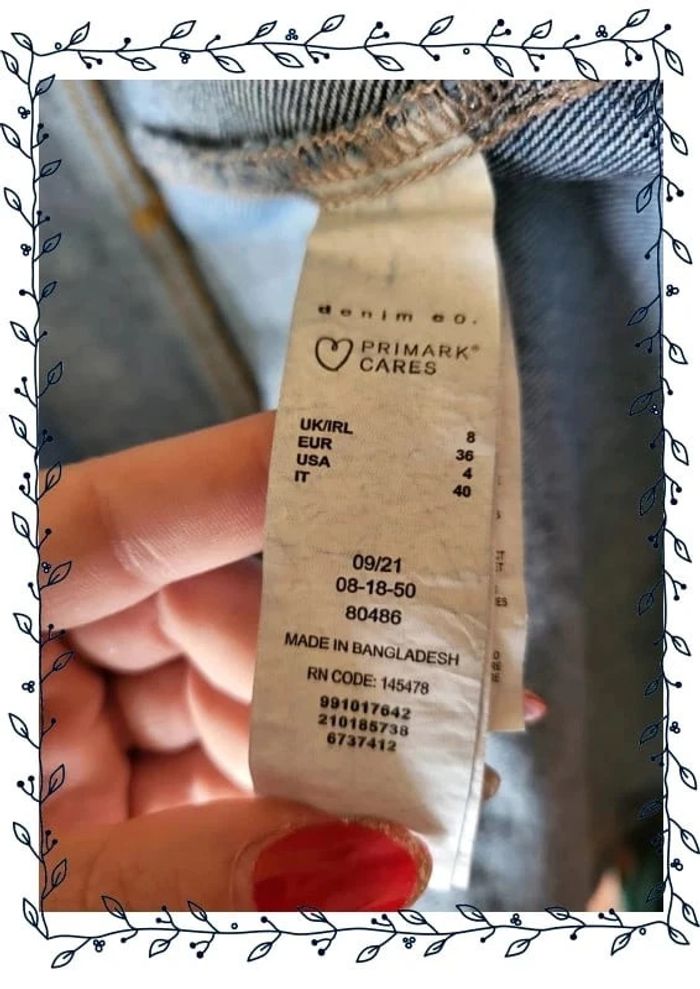 denim co.
PRIMARK®
CARES
UK/IRL 8
EUR 36
USA 4
IT 40
09/21
08-18-50
80486
MADE IN BANGLADESH
RN CODE: 145478
991017642
210185738
6737412